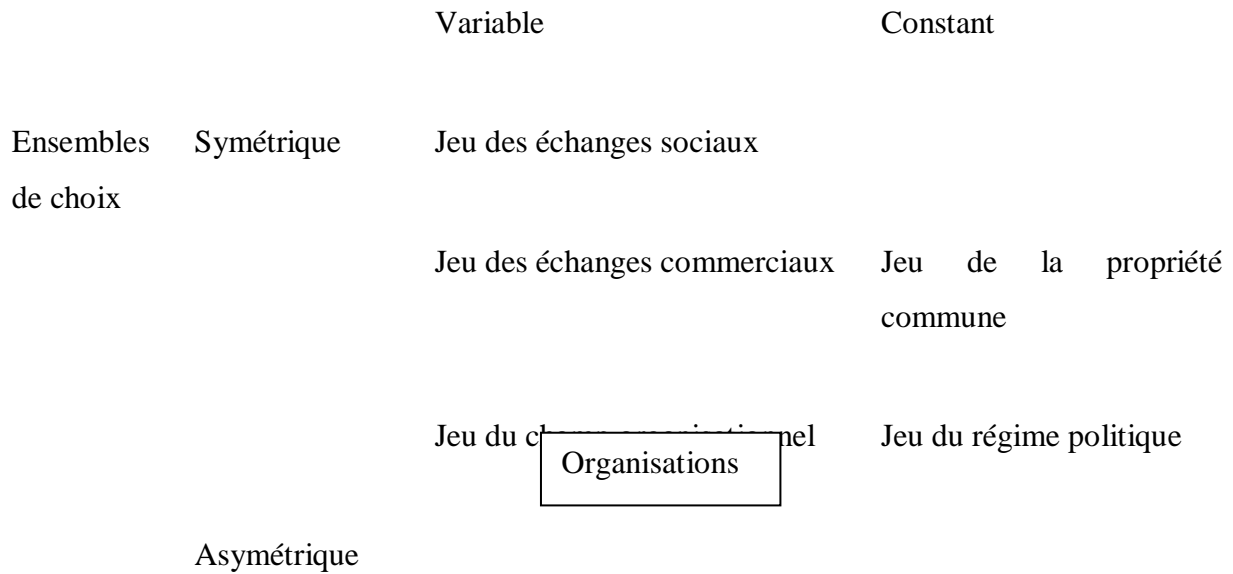 Variable Constant
Ensembles Symétrique Jeu des échanges sociaux
de choix
Jeu des échanges commerciaux Jeu de la propriété
commune
Jeu du Jeu du régime politique
Organisations
Asymétrique